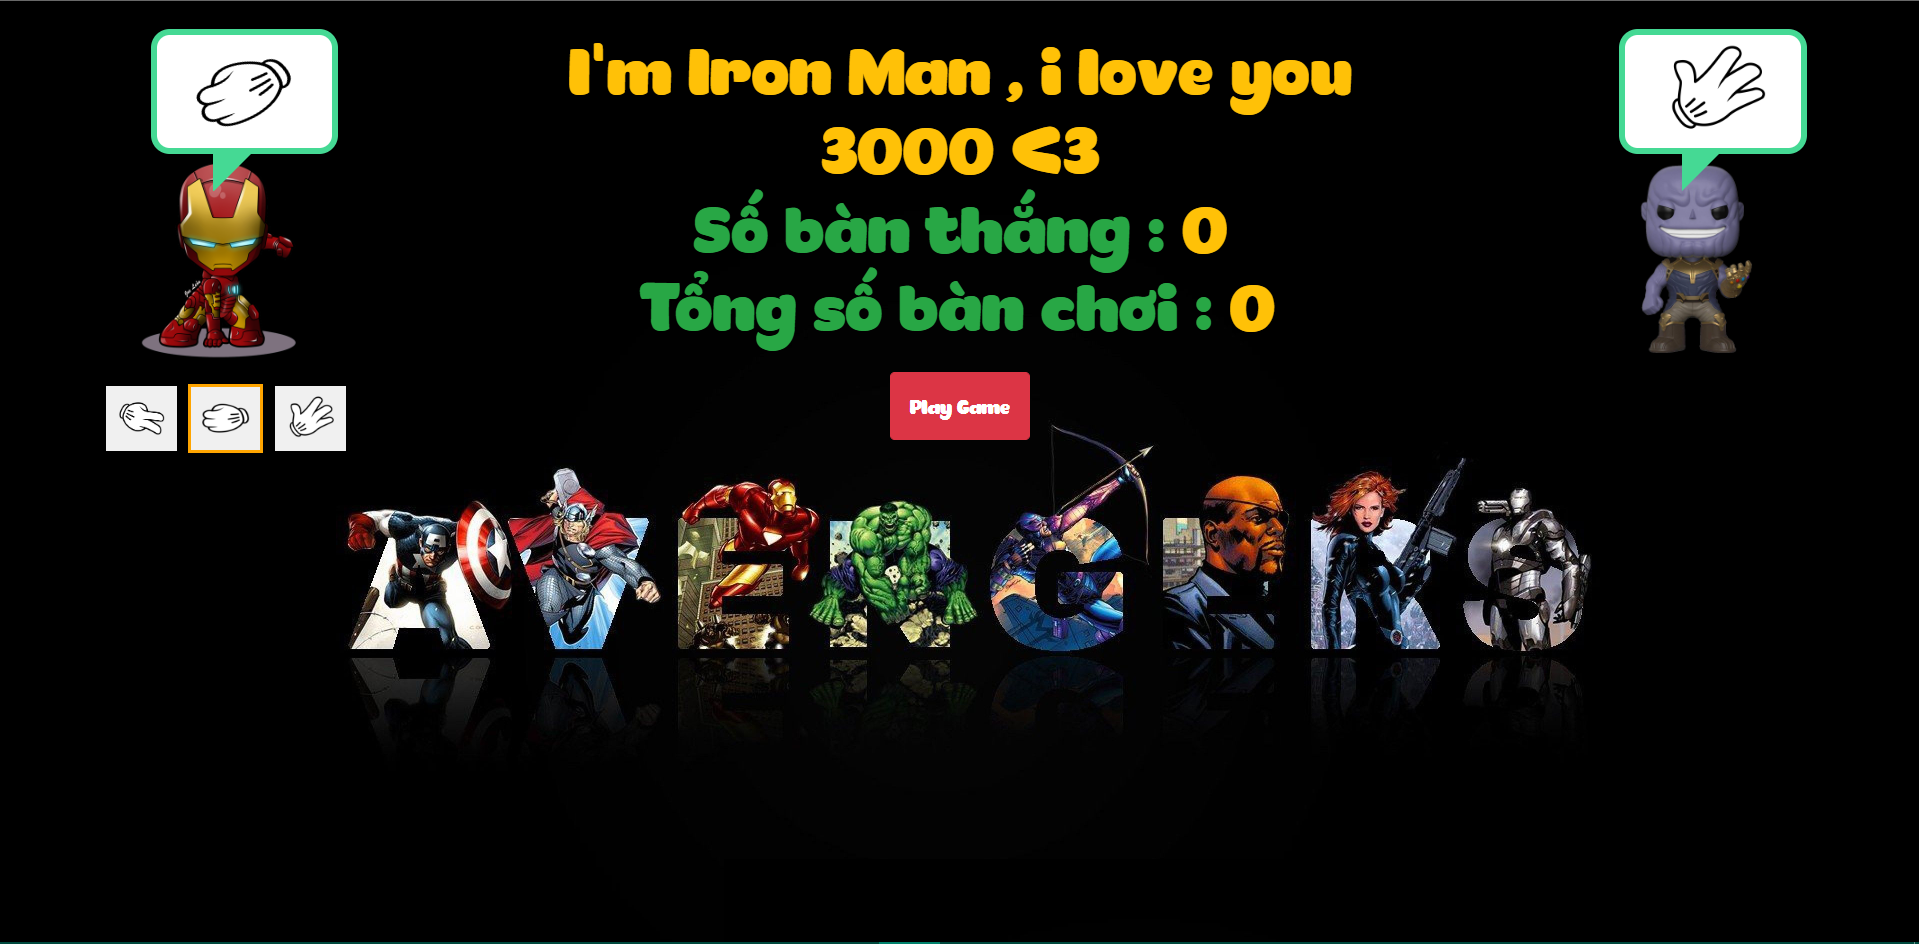 I'm Iron Man , i love you
3000 <3
Số bàn thắng : 0
Tổng số bàn chơi : 0
Play Game
AVENGERS